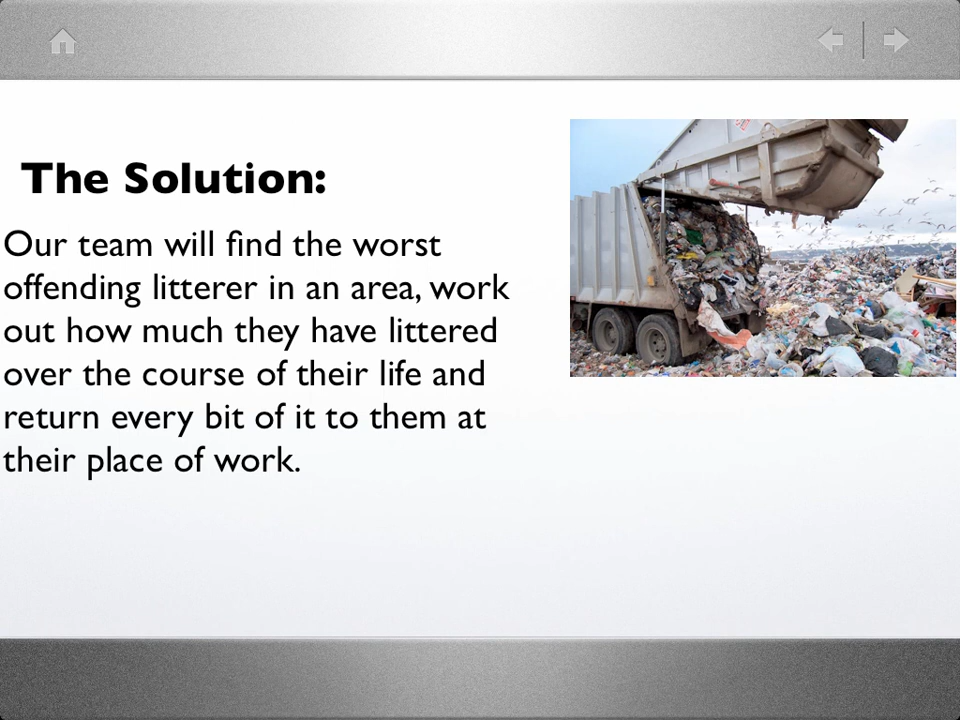 The Solution:
Our team will find the worst
offending litterer in an area, work
out how much they have littered
over the course of their life and
return every bit of it to them at
their place of work.